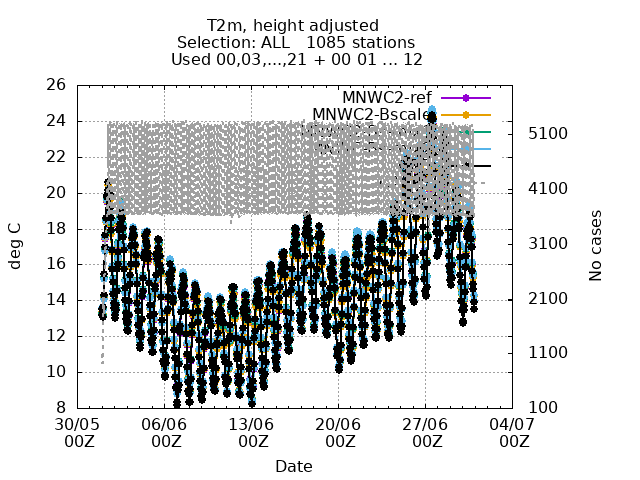 T2m, height adjusted
Selection: ALL   1085 stations
Used 00,03,...,21 + 00 01 ... 12
MNWC2-ref
MNWC2-Bscale
deg C
26
24
22
20
18
16
14
12
10
8
5100
4100
3100
2100
1100
100
No cases
30/05 06/06 13/06 20/06 27/06 04/07
00Z 00Z 00Z 00Z 00Z 00Z
Date